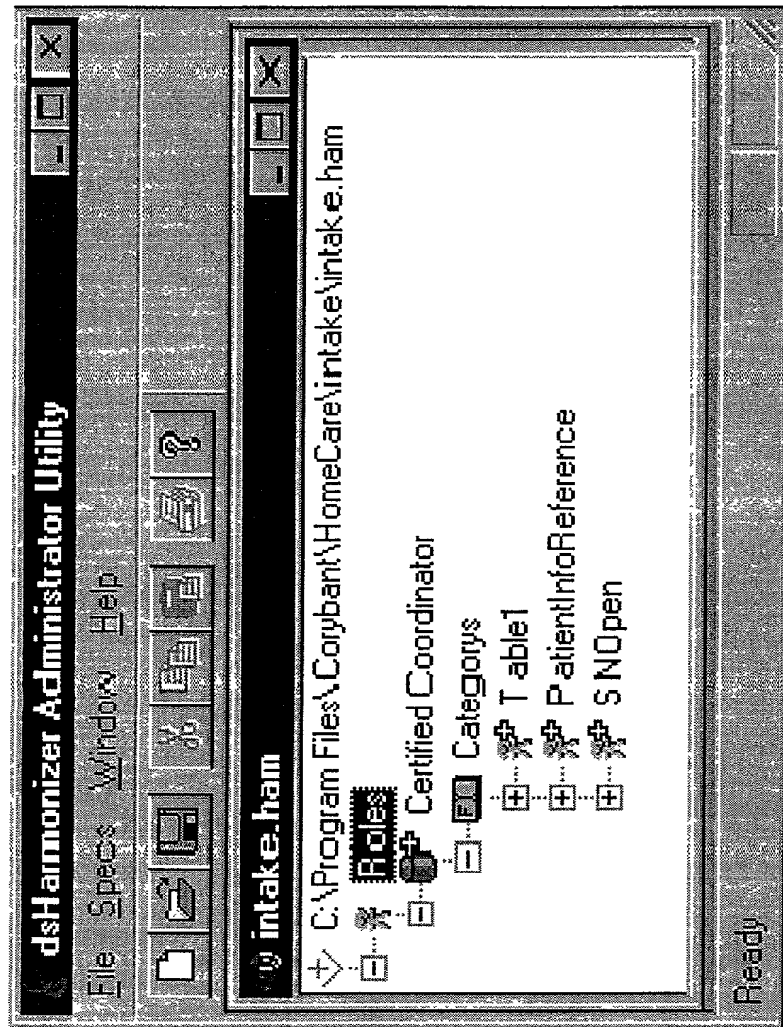 dsHarmonizer Administrator Utility
File Specs Window Help
intake.ham
C:\Program Files\Corybant\HomeCare\intake\intake.ham
Roles
Certified Coordinator
Categorys
Table1
PatientInfoReference
SNOpen
Ready